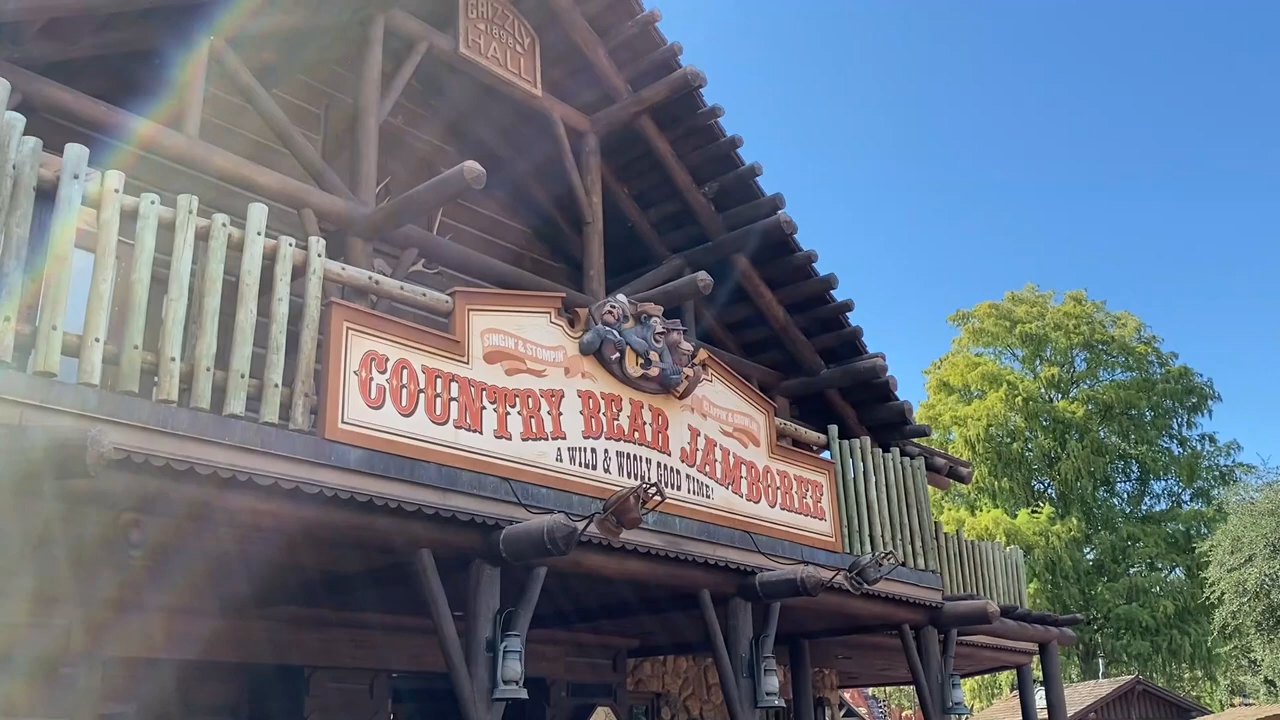 GRIZZLY
1898
HALL
SINGIN' & STOMPIN'
CLAPPIN' & GROWLIN'
COUNTRY BEAR JAMBOREE
A WILD & WOOLY GOOD TIME!